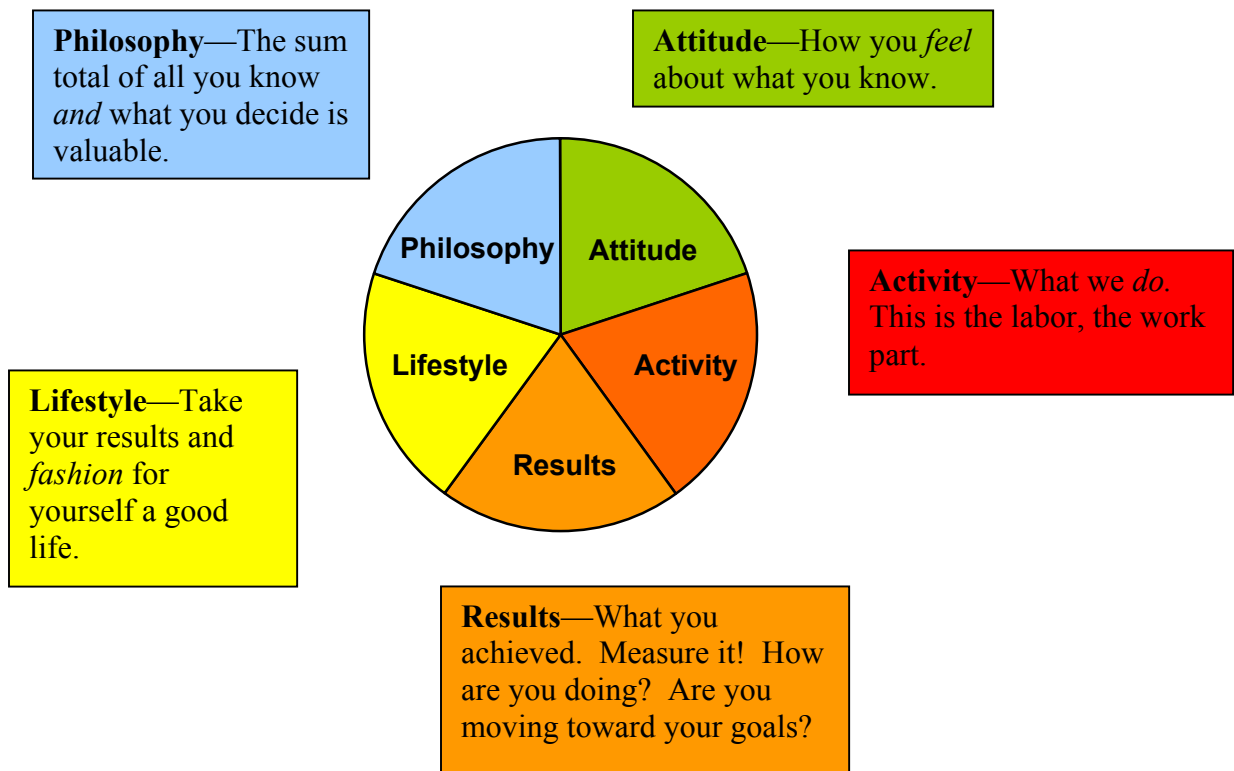 Philosophy—The sum
total of all you know
and what you decide is
valuable.
Attitude—How you feel
about what you know.
Philosophy
Attitude
Activity—What we do.
This is the labor, the work
part.
Lifestyle
Activity
Lifestyle—Take
your results and
fashion for
yourself a good
life.
Results
Results—What you
achieved.  Measure it!  How
are you doing?  Are you
moving toward your goals?